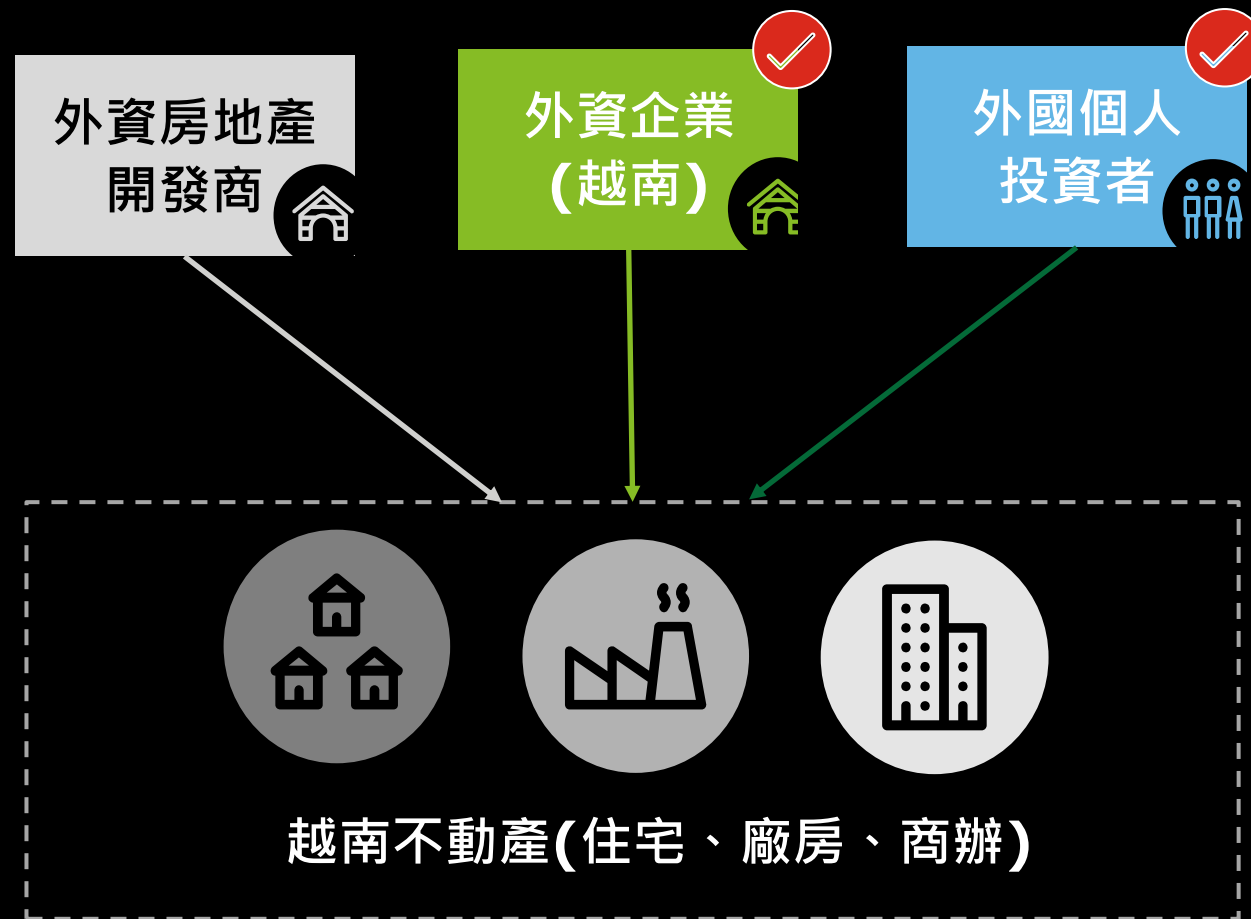 外資房地產
開發商
外資企業
(越南)
外國個人
投資者
越南不動產(住宅、廠房、商辦)